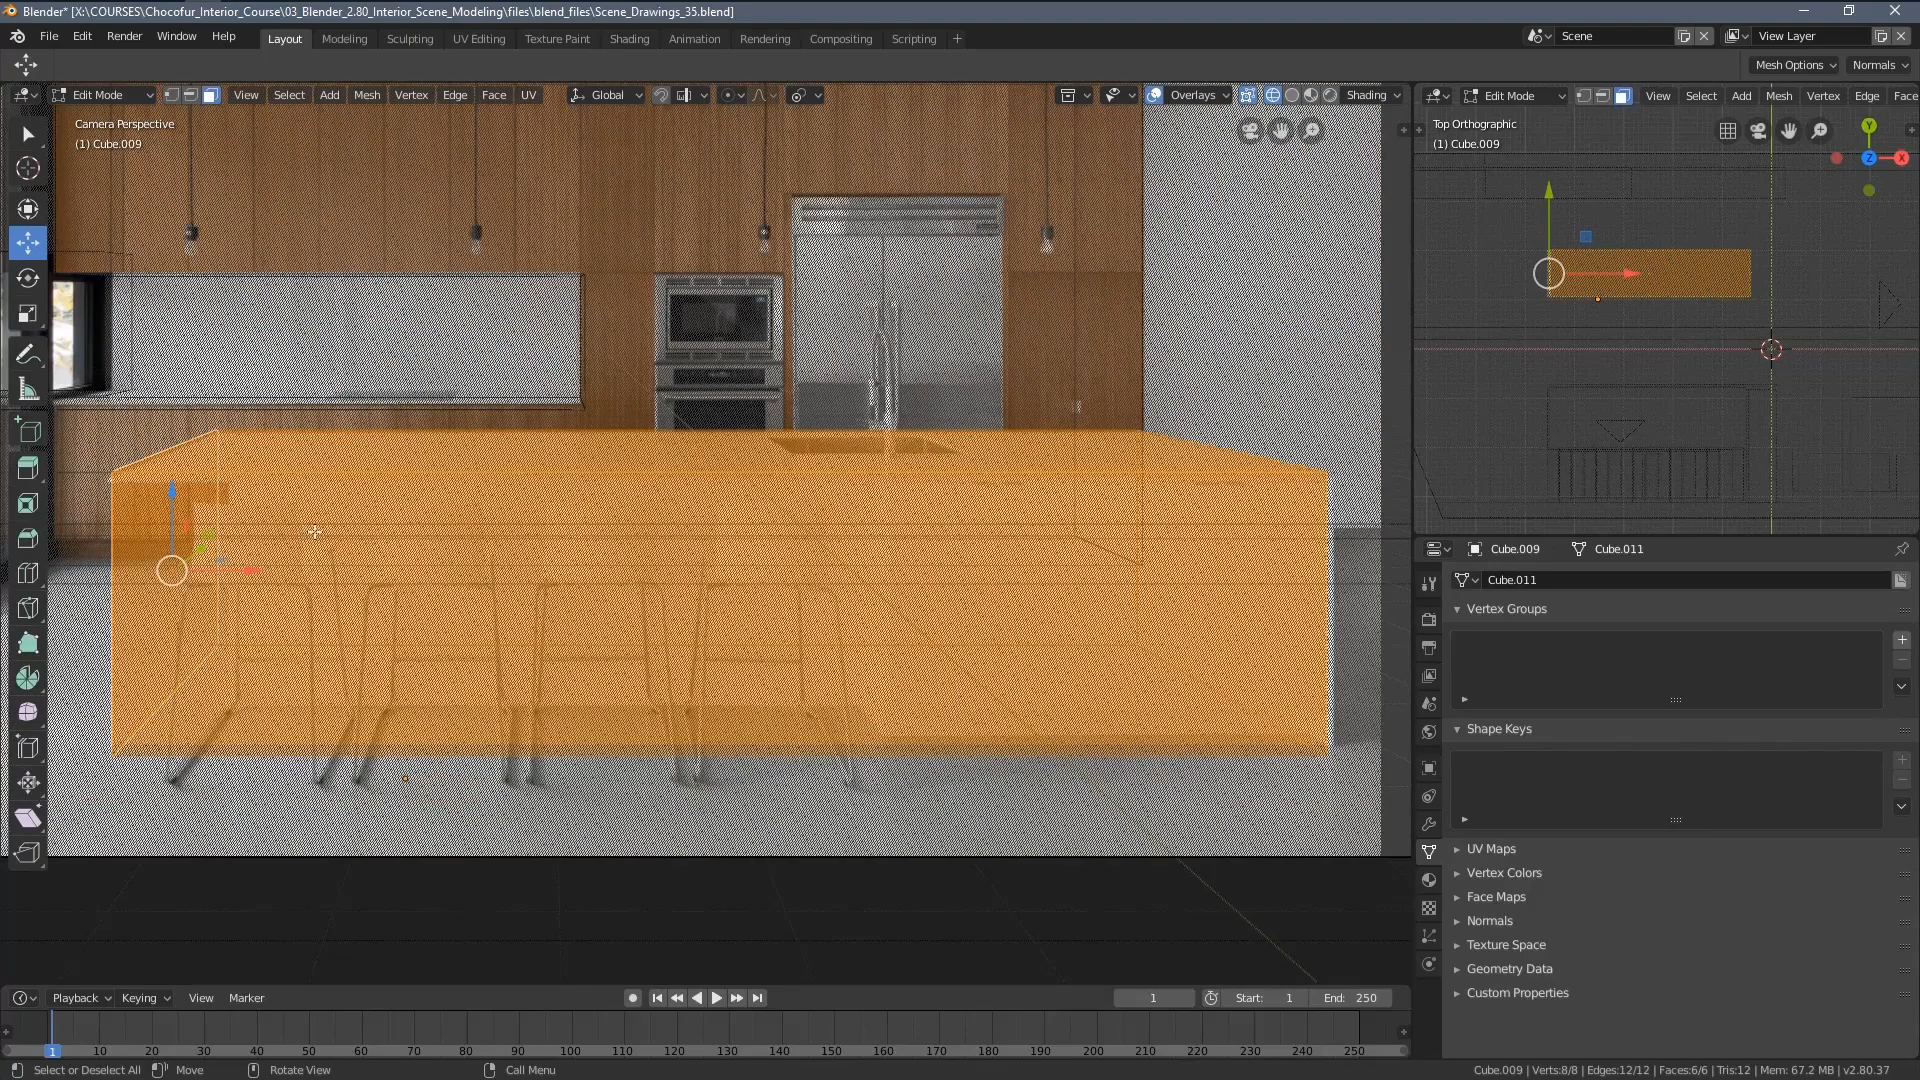 Blender* [X:\COURSES\Chocofur_Interior_Course\03_Blender_2.80_Interior_Scene_Modeling\files\blend_files\Scene_Drawings_35.blend]
File Edit Render Window Help Layout Modeling Sculpting UV Editing Texture Paint Shading Animation Rendering Compositing Scripting + Scene View Layer
Mesh Options Normals
Edit Mode View Select Add Mesh Vertex Edge Face UV Global Overlays Shading
Edit Mode View Select Add Mesh Vertex Edge Face
Camera Perspective
(1) Cube.009
Top Orthographic
(1) Cube.009
Y
Z
X
Cube.009 Cube.011
Cube.011
Vertex Groups
Shape Keys
UV Maps
Vertex Colors
Face Maps
Normals
Texture Space
Geometry Data
Custom Properties
Playback Keying View Marker 1 Start: 1 End: 250
1 10 20 30 40 50 60 70 80 90 100 110 120 130 140 150 160 170 180 190 200 210 220 230 240 250
Select or Deselect All Move Rotate View Call Menu Cube.009 | Verts:8/8 | Edges:12/12 | Faces:6/6 | Tris:12 | Mem: 67.2 MB | v2.80.37